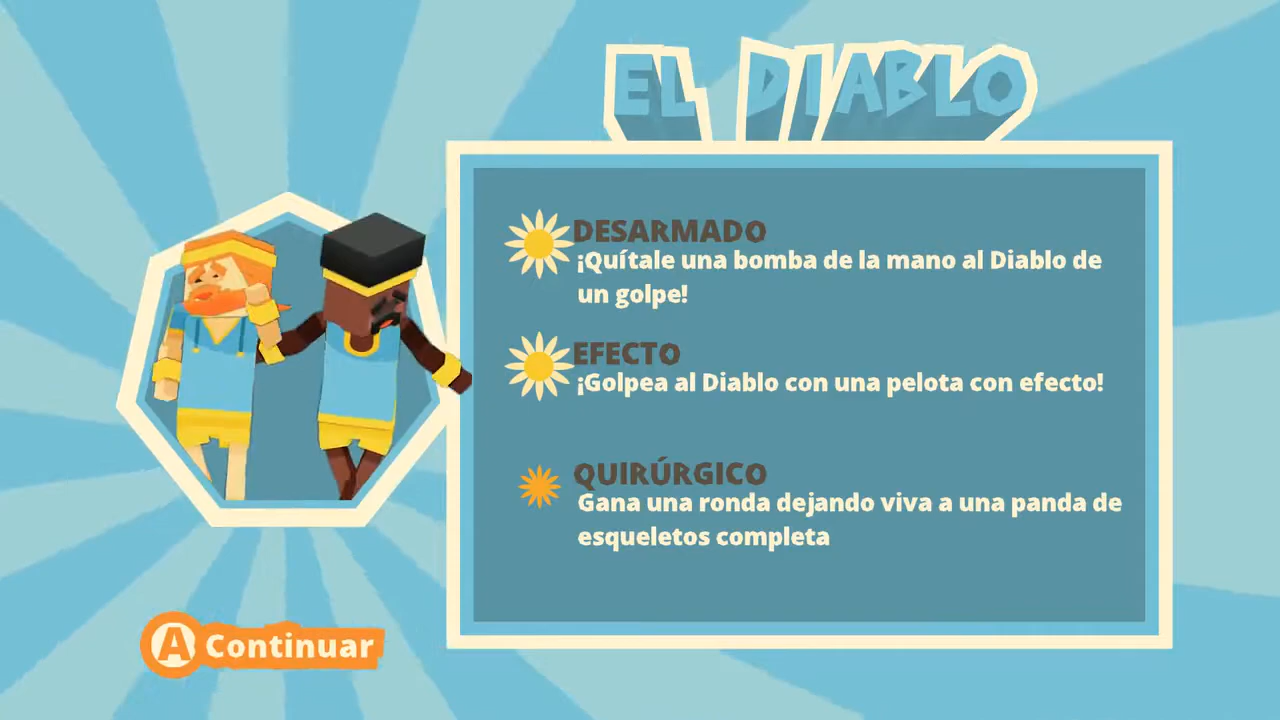 EL DIABLO
DESARMADO
¡Quítale una bomba de la mano al Diablo de
un golpe!
EFECTO
¡Golpea al Diablo con una pelota con efecto!
QUIRÚRGICO
Gana una ronda dejando viva a una panda de
esqueletos completa
A Continuar